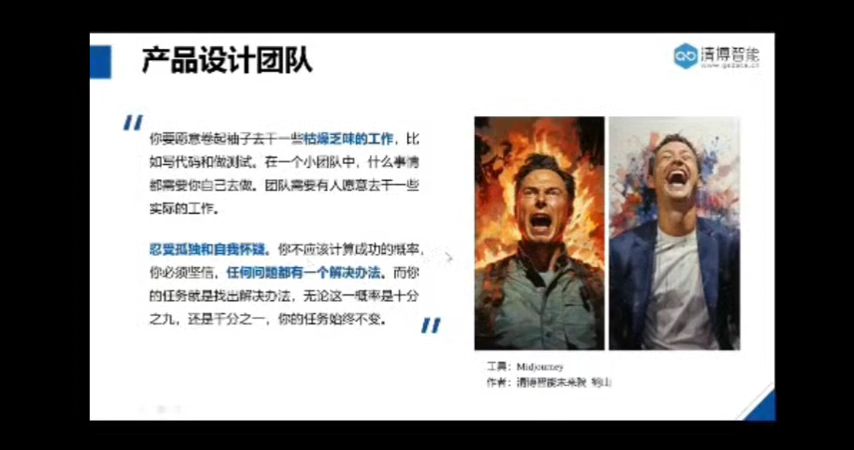 产品设计团队
清博智能
你要愿意卷起袖子去干一些枯燥乏味的工作，比
如写代码和做测试。在一个小团队中，什么事情
都需要你自己去做。团队需要有人愿意去干一些
实际的工作。
忍受孤独和自我怀疑。你不应该计算成功的概率，
你必须坚信，任何问题都有一个解决办法。而你
的任务就是找出解决办法，无论这一概率是十分
之九，还是千分之一，你的任务始终不变。
工具：Midjourney
作者：清博智能未来院